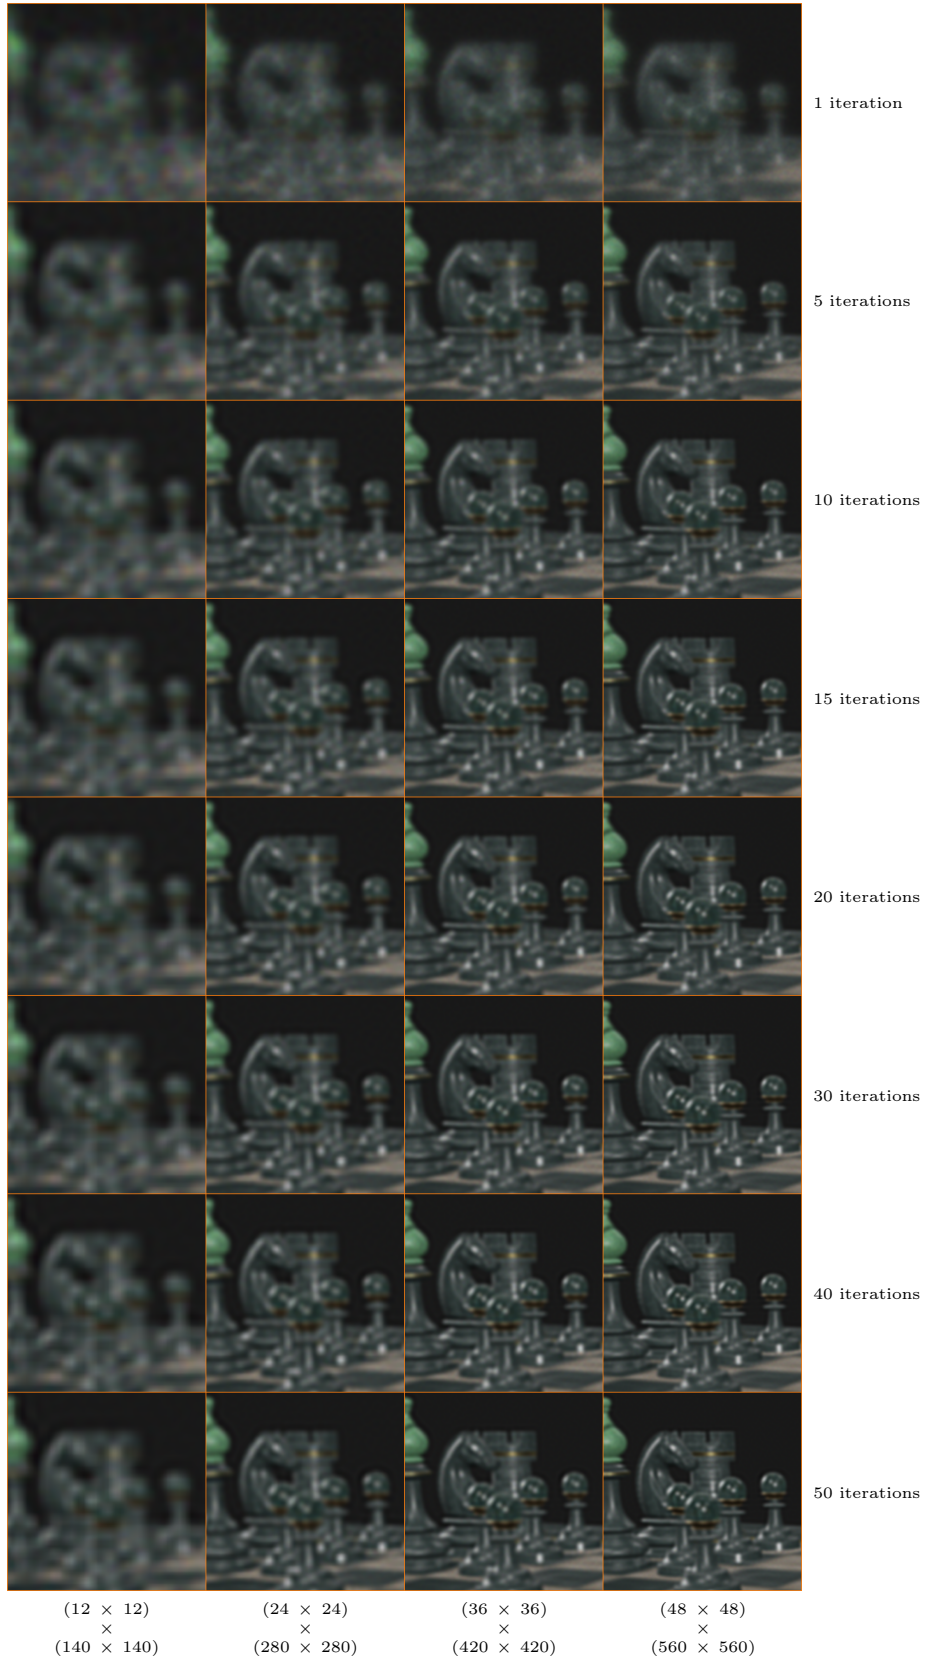 1 iteration
5 iterations
10 iterations
15 iterations
20 iterations
30 iterations
40 iterations
50 iterations
(12 × 12) (24 × 24) (36 × 36) (48 × 48)
× × × ×
(140 × 140) (280 × 280) (420 × 420) (560 × 560)